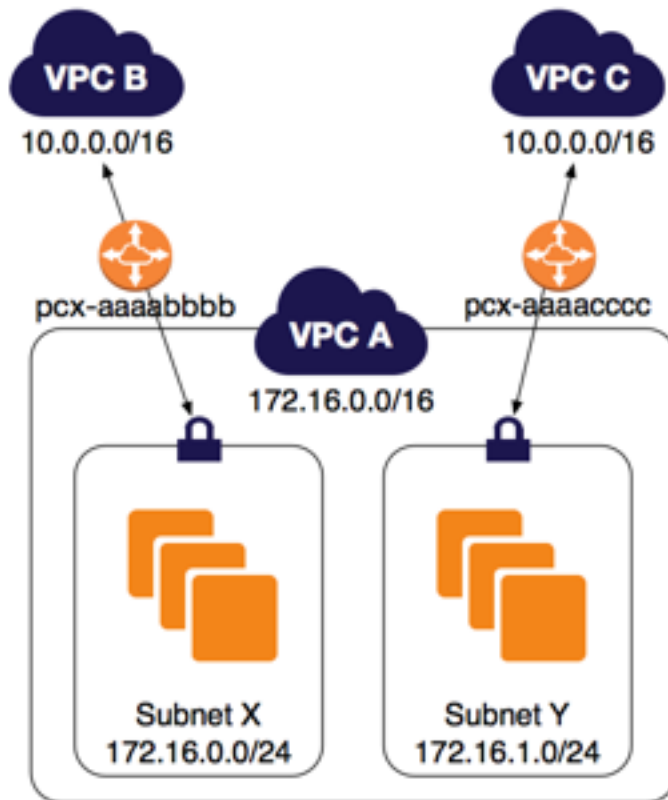 VPC B
10.0.0.0/16
VPC C
10.0.0.0/16
pcx-aaaabbbb
pcx-aaaacccc
VPC A
172.16.0.0/16
Subnet X
172.16.0.0/24
Subnet Y
172.16.1.0/24